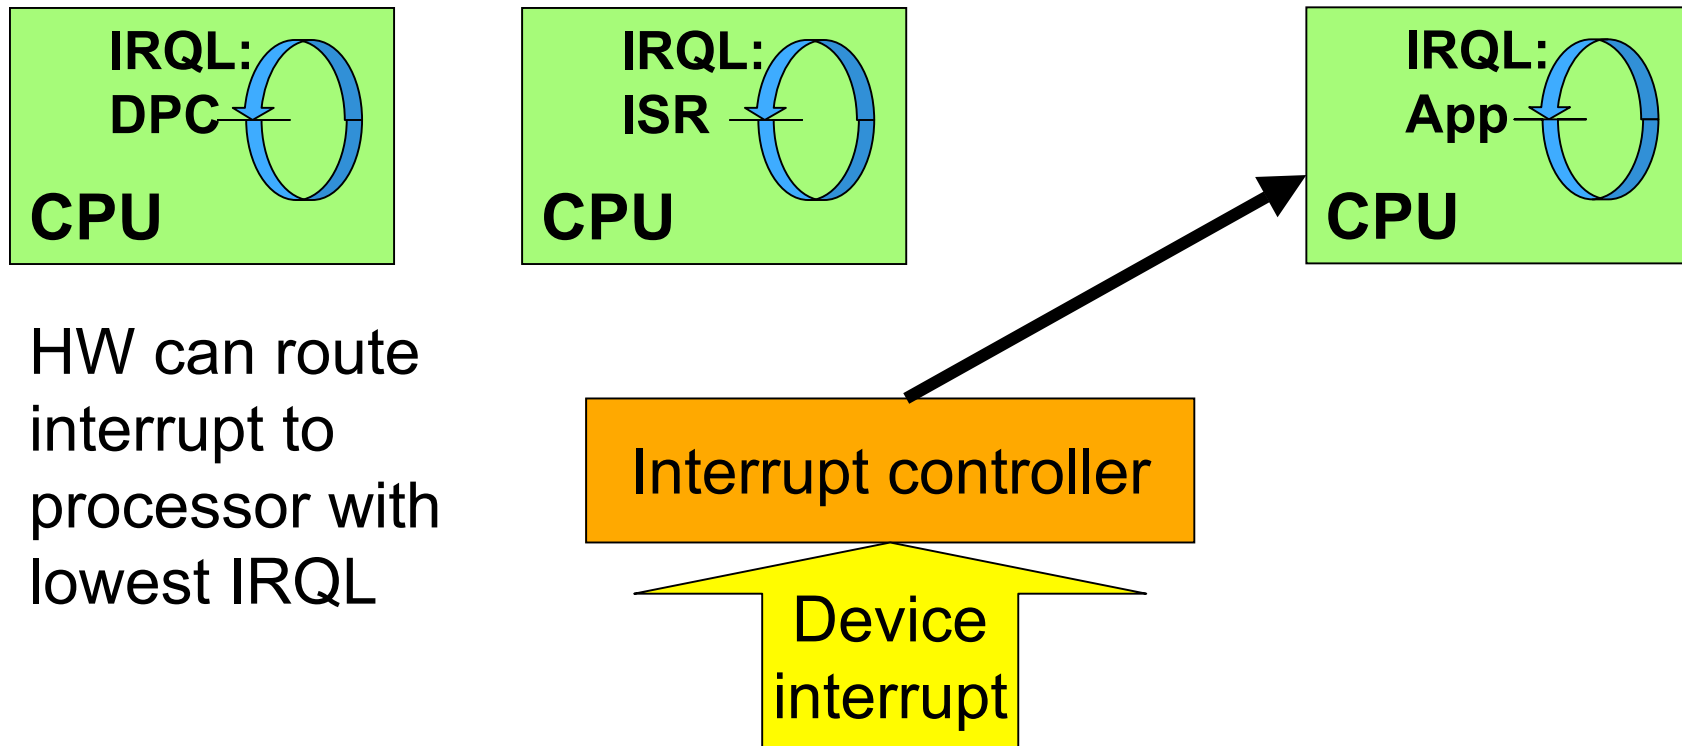 IRQL:
DPC
CPU
IRQL:
ISR
CPU
IRQL:
App
CPU
HW can route
interrupt to
processor with
lowest IRQL
Interrupt controller
Device
interrupt